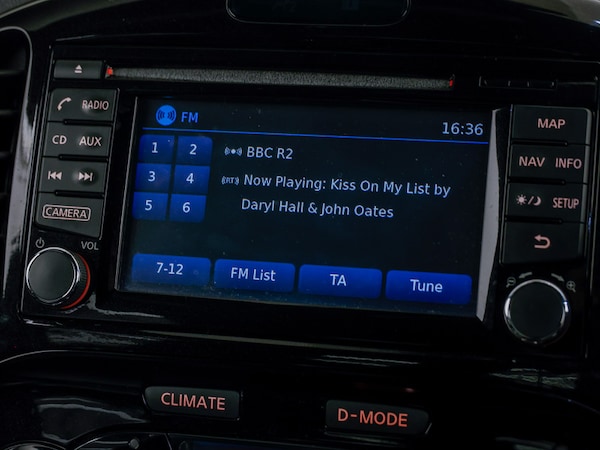 FM
16:36
RADIO
CD AUX
CAMERA
VOL
1 2
3 4
5 6
BBC R2
(RT) Now Playing: Kiss On My List by
Daryl Hall & John Oates
7-12
FM List
TA
Tune
MAP
NAV INFO
SETUP
CLIMATE
D-MODE